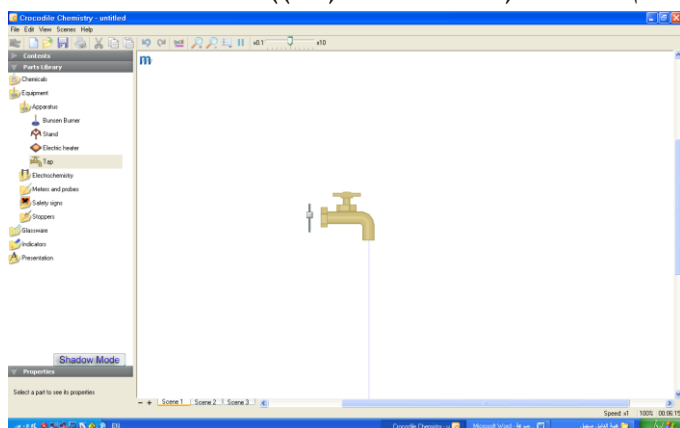 Crocodile Chemistry - untitled
File Edit View Scenes Help
x0.1 x10
Contents
Parts Library
Chemicals
Equipment
Apparatus
Bunsen Burner
Stand
Electric heater
Tap
Electrochemistry
Meters and probes
Safety signs
Stoppers
Glassware
Indicators
Presentation
m
Shadow Mode
Properties
Select a part to see its properties
Scene 1 Scene 2 Scene 3
Speed: x1 100% 00:06:15
EN Crocodile Chemistry - u Microsoft Word